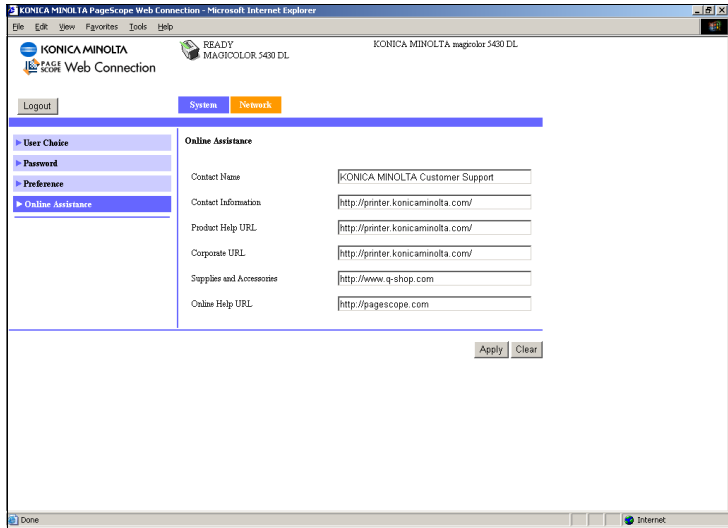 KONICA MINOLTA PageScope Web Connection - Microsoft Internet Explorer
File Edit View Favorites Tools Help
KONICA MINOLTA
PAGE SCOPE Web Connection
READY
MAGICOLOR 5430 DL
KONICA MINOLTA magicolor 5430 DL
Logout
System Network
User Choice
Password
Preference
Online Assistance
Online Assistance
Contact Name KONICA MINOLTA Customer Support
Contact Information http://printer.konicaminolta.com/
Product Help URL http://printer.konicaminolta.com/
Corporate URL http://printer.konicaminolta.com/
Supplies and Accessories http://www.q-shop.com
Online Help URL http://pagescope.com
Apply Clear
Done Internet